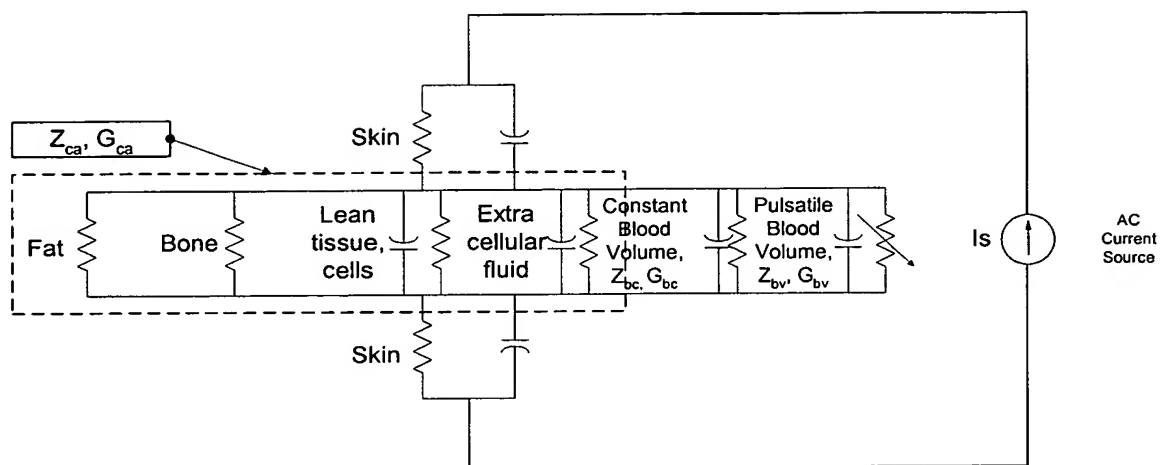 Skin
Z_ca, G_ca
Fat
Bone
Lean
tissue,
cells
Extra
cellular
fluid
Constant
Blood
Volume,
Z_bc, G_bc
Pulsatile
Blood
Volume,
Z_bv, G_bv
Is
AC
Current
Source
Skin